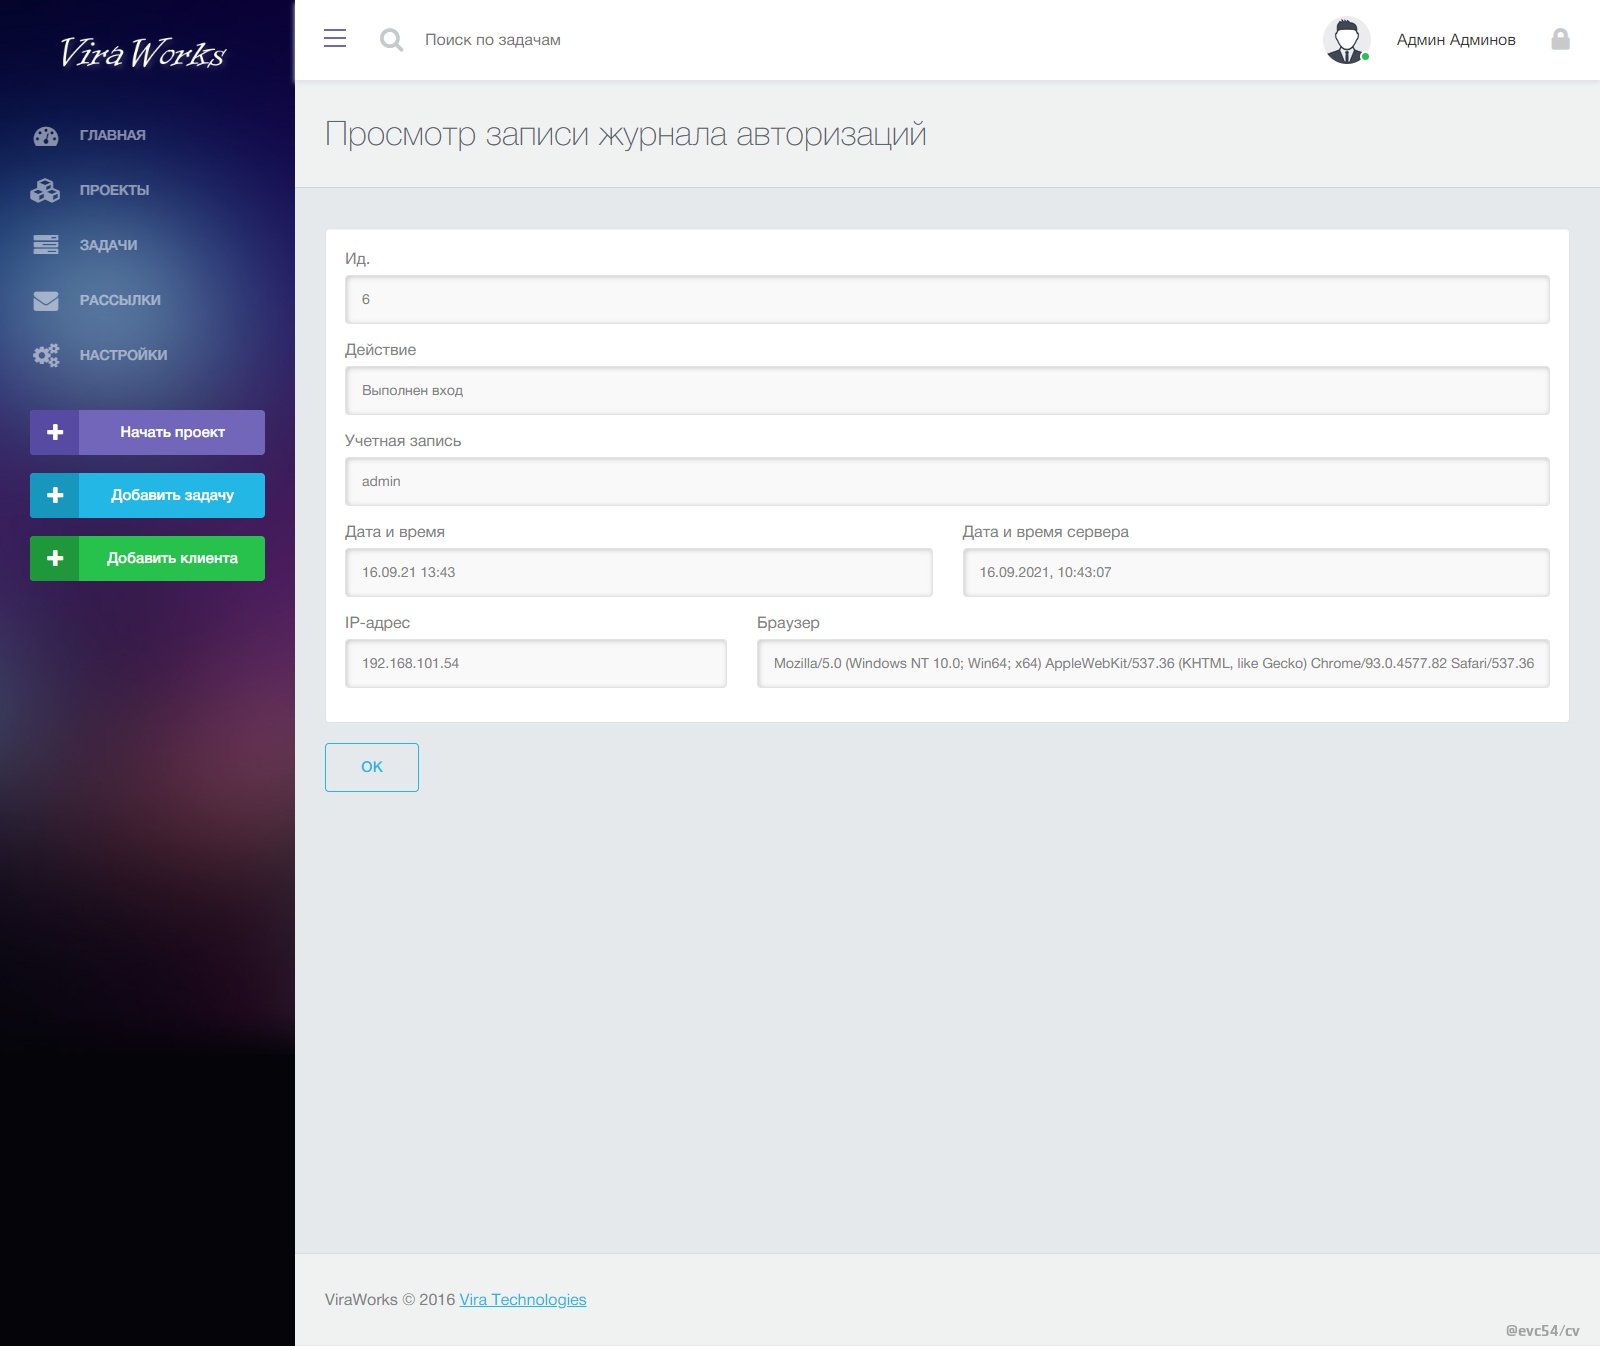 Vira Works
Поиск по задачам
Админ Админов
ГЛАВНАЯ
ПРОЕКТЫ
ЗАДАЧИ
РАССЫЛКИ
НАСТРОЙКИ
Начать проект
Добавить задачу
Добавить клиента
Просмотр записи журнала авторизаций
Ид.
6
Действие
Выполнен вход
Учетная запись
admin
Дата и время
16.09.21 13:43
Дата и время сервера
16.09.2021, 10:43:07
IP-адрес
192.168.101.54
Браузер
Mozilla/5.0 (Windows NT 10.0; Win64; x64) AppleWebKit/537.36 (KHTML, like Gecko) Chrome/93.0.4577.82 Safari/537.36
ОК
ViraWorks © 2016 Vira Technologies
@evc54/cv